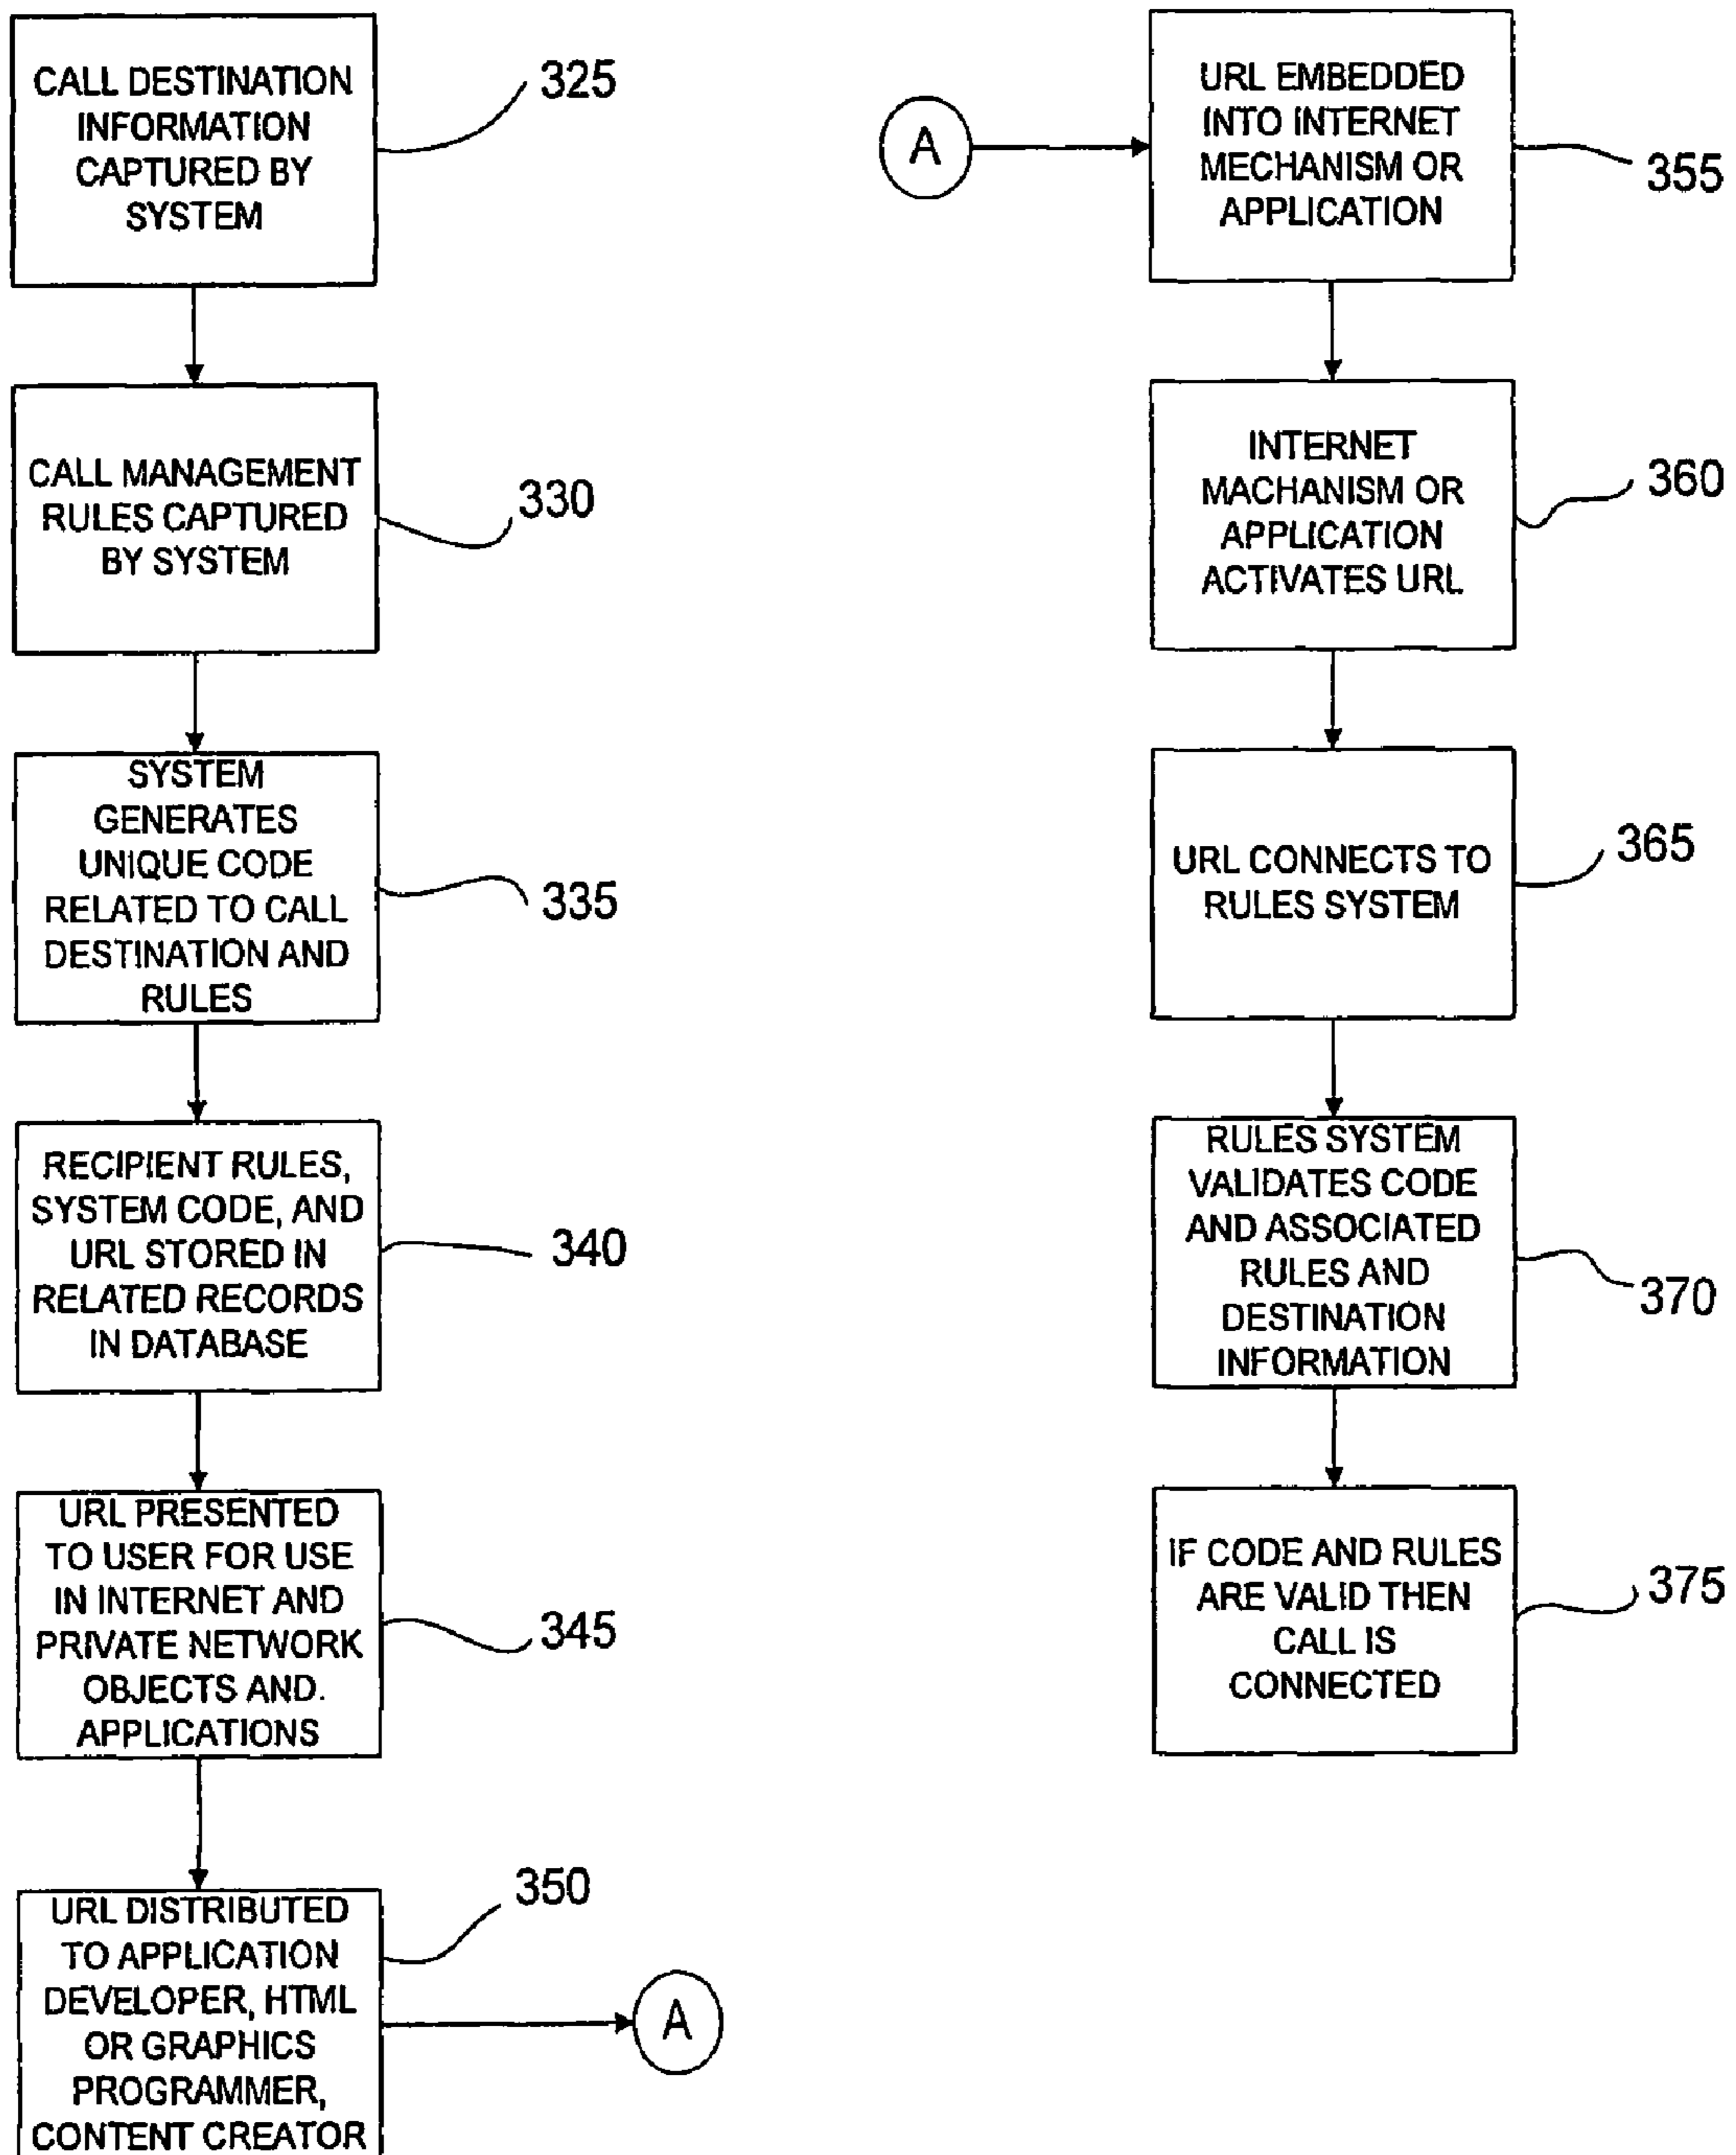 CALL DESTINATION
INFORMATION
CAPTURED BY
SYSTEM
325
CALL MANAGEMENT
RULES CAPTURED
BY SYSTEM
330
SYSTEM
GENERATES
UNIQUE CODE
RELATED TO CALL
DESTINATION AND
RULES
335
RECIPIENT RULES,
SYSTEM CODE, AND
URL STORED IN
RELATED RECORDS
IN DATABASE
340
URL PRESENTED
TO USER FOR USE
IN INTERNET AND
PRIVATE NETWORK
OBJECTS AND.
APPLICATIONS
345
URL DISTRIBUTED
TO APPLICATION
DEVELOPER, HTML
OR GRAPHICS
PROGRAMMER,
CONTENT CREATOR
350
A
A
URL EMBEDDED
INTO INTERNET
MECHANISM OR
APPLICATION
355
INTERNET
MACHANISM OR
APPLICATION
ACTIVATES URL
360
URL CONNECTS TO
RULES SYSTEM
365
RULES SYSTEM
VALIDATES CODE
AND ASSOCIATED
RULES AND
DESTINATION
INFORMATION
370
IF CODE AND RULES
ARE VALID THEN
CALL IS
CONNECTED
375